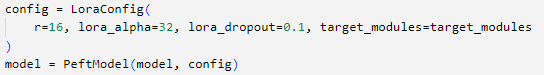 config = LoraConfig(
    r=16, lora_alpha=32, lora_dropout=0.1, target_modules=target_modules
)
model = PeftModel(model, config)